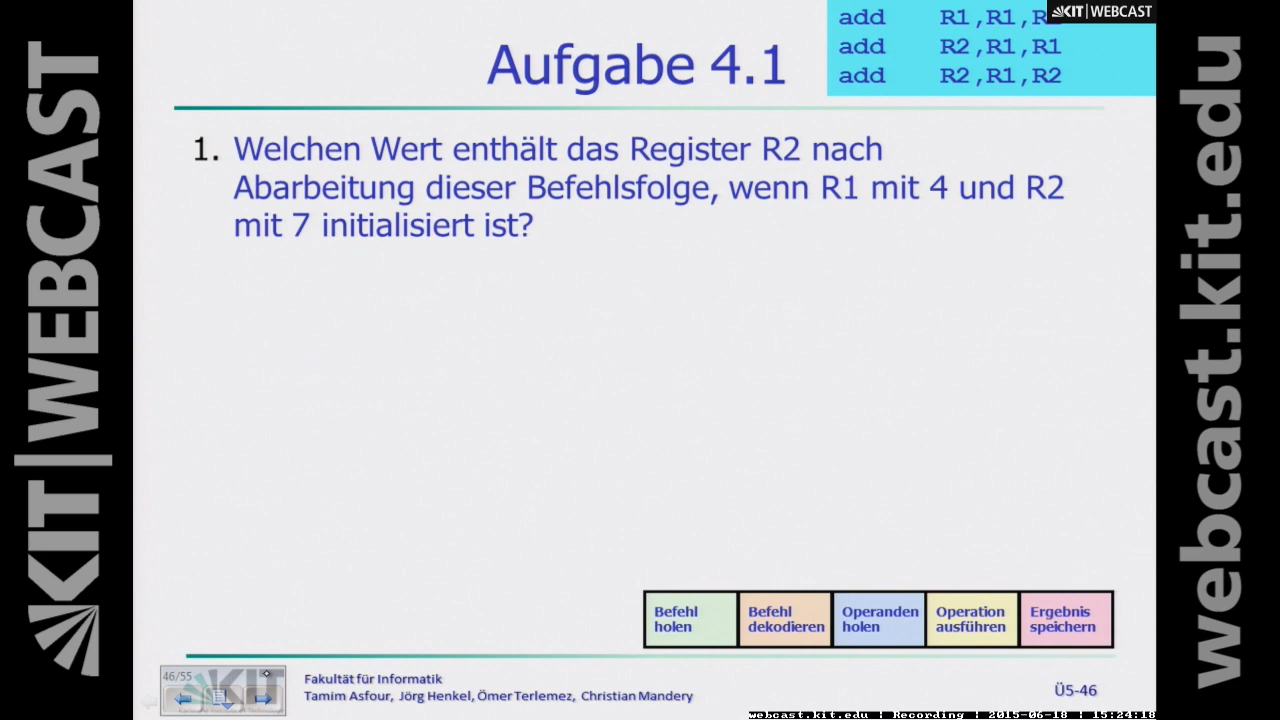 KIT|WEBCAST
add R1,R1,
KIT|WEBCAST
add R2,R1,R1
add R2,R1,R2
Aufgabe 4.1
1. Welchen Wert enthält das Register R2 nach
Abarbeitung dieser Befehlsfolge, wenn R1 mit 4 und R2
mit 7 initialisiert ist?
Befehl holen
Befehl dekodieren
Operanden holen
Operation ausführen
Ergebnis speichern
46/55
KIT
Fakultät für Informatik
Tamim Asfour, Jörg Henkel, Ömer Terlemez, Christian Mandery
Ü5-46
webcast.kit.edu | Recording | 2015-06-18 | 15:24:18
webcast.kit.edu